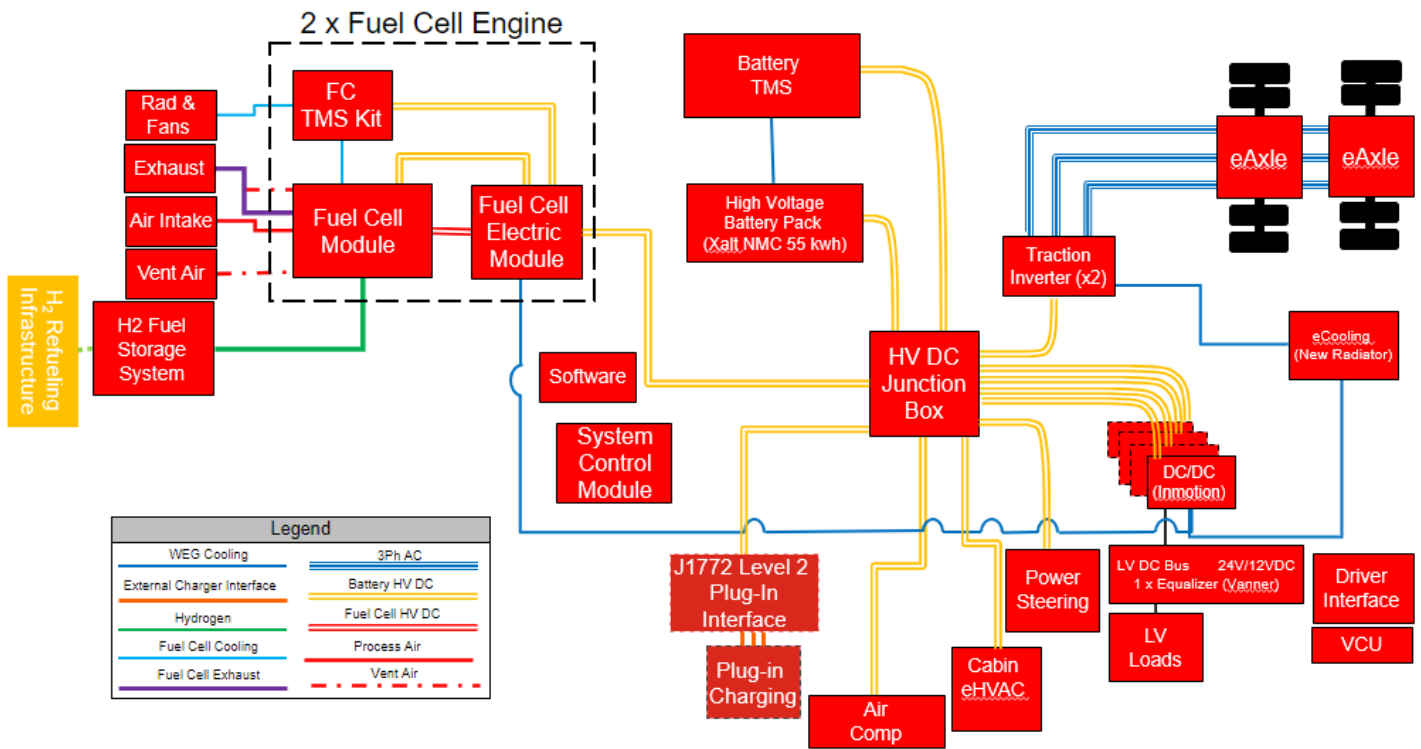 2 x Fuel Cell Engine
FC
TMS Kit
Rad &
Fans
Exhaust
Air Intake
Vent Air
Fuel Cell
Module
Fuel Cell
Electric
Module
H₂ Refueling
Infrastructure
H2 Fuel
Storage
System
Battery
TMS
High Voltage
Battery Pack
(Xalt NMC 55 kwh)
eAxle
eAxle
Traction
Inverter (x2)
eCooling
(New Radiator)
HV DC
Junction
Box
Software
System
Control
Module
DC/DC
(Inmotion)
J1772 Level 2
Plug-In
Interface
Plug-in
Charging
Air
Comp
Cabin
eHVAC
Power
Steering
LV DC Bus 24V/12VDC
1 x Equalizer (Vanner)
LV
Loads
Driver
Interface
VCU
Legend
WEG Cooling
3Ph AC
External Charger Interface
Battery HV DC
Hydrogen
Fuel Cell HV DC
Fuel Cell Cooling
Process Air
Fuel Cell Exhaust
Vent Air